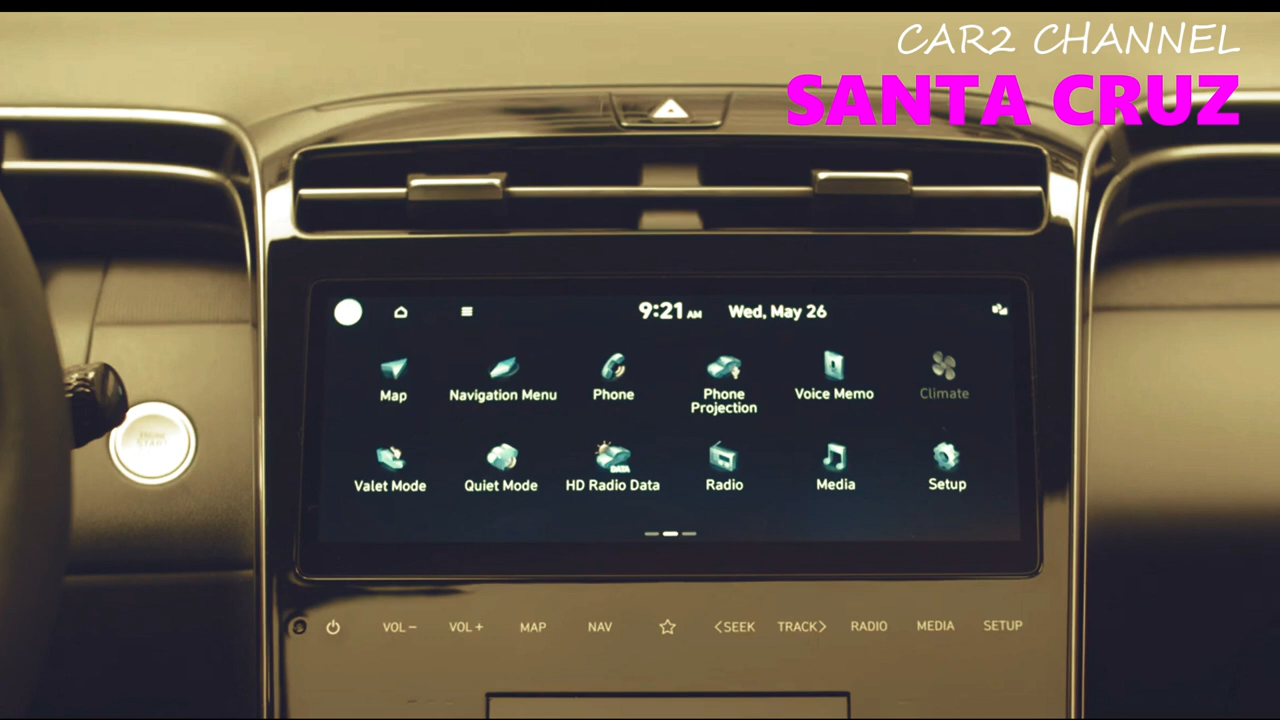 CAR2 CHANNEL
SANTA CRUZ
9:21 AM Wed, May 26
Map Navigation Menu Phone Phone Projection Voice Memo Climate
Valet Mode Quiet Mode HD Radio Data Radio Media Setup
DATA
START
VOL− VOL+ MAP NAV <SEEK TRACK> RADIO MEDIA SETUP